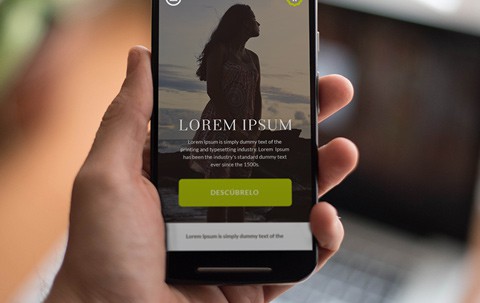 LOREM IPSUM
Lorem Ipsum is simply dummy text of the
printing and typesetting industry. Lorem Ipsum
has been the industry's standard dummy text
ever since the 1500s.
DESCÚBRELO
Lorem Ipsum is simply dummy text of the